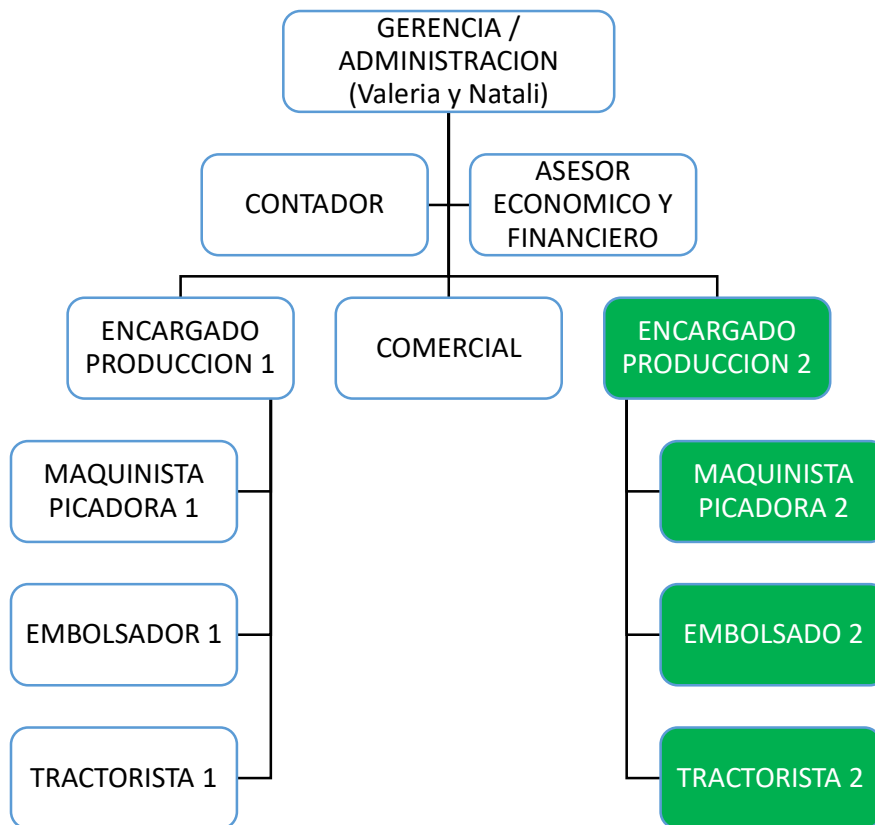 GERENCIA /
ADMINISTRACION
(Valeria y Natali)
CONTADOR
ASESOR
ECONOMICO Y
FINANCIERO
ENCARGADO
PRODUCCION 1
COMERCIAL
ENCARGADO
PRODUCCION 2
MAQUINISTA
PICADORA 1
MAQUINISTA
PICADORA 2
EMBOLSADOR 1
EMBOLSADO 2
TRACTORISTA 1
TRACTORISTA 2